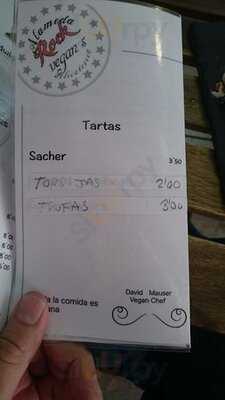 Rock
vegan
Tartas
Sacher 3'50
TORRIJAS 2'00
TRUFAS 3'00
la comida es
David Mauser
Vegan Chef